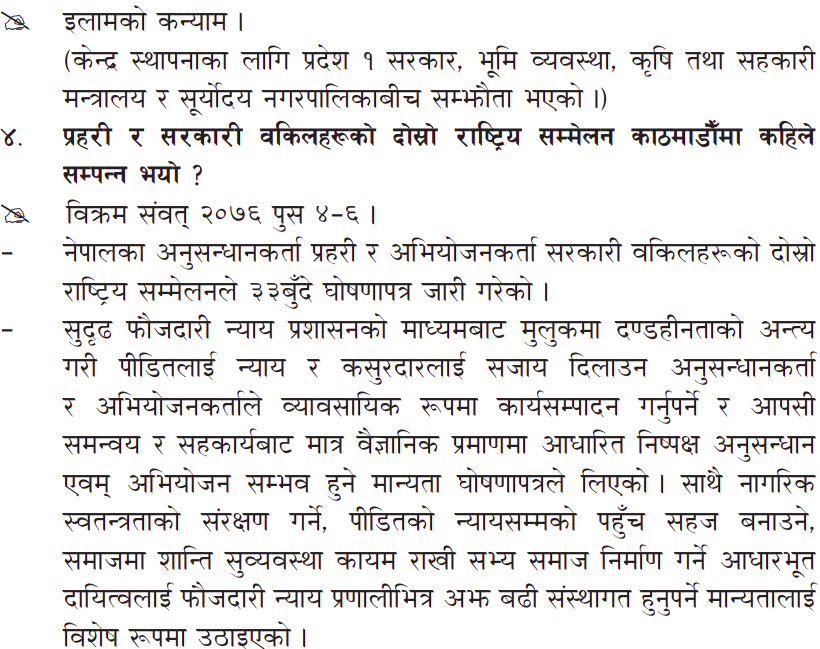 ✍ इलामको कन्याम ।
(केन्द्र स्थापनाका लागि प्रदेश १ सरकार, भूमि व्यवस्था, कृषि तथा सहकारी
मन्त्रालय र सूर्योदय नगरपालिकाबीच सम्झौता भएको ।)
४. प्रहरी र सरकारी वकिलहरूको दोस्रो राष्ट्रिय सम्मेलन काठमाडौँमा कहिले
सम्पन्न भयो ?
✍ विक्रम संवत् २०७६ पुस ४–६ ।
– नेपालका अनुसन्धानकर्ता प्रहरी र अभियोजनकर्ता सरकारी वकिलहरूको दोस्रो
राष्ट्रिय सम्मेलनले ३३बुँदे घोषणापत्र जारी गरेको ।
– सुदृढ फौजदारी न्याय प्रशासनको माध्यमबाट मुलुकमा दण्डहीनताको अन्त्य
गरी पीडितलाई न्याय र कसुरदारलाई सजाय दिलाउन अनुसन्धानकर्ता
र अभियोजनकर्ताले व्यावसायिक रूपमा कार्यसम्पादन गर्नुपर्ने र आपसी
समन्वय र सहकार्यबाट मात्र वैज्ञानिक प्रमाणमा आधारित निष्पक्ष अनुसन्धान
एवम् अभियोजन सम्भव हुने मान्यता घोषणापत्रले लिएको । साथै नागरिक
स्वतन्त्रताको संरक्षण गर्ने, पीडितको न्यायसम्मको पहुँच सहज बनाउने,
समाजमा शान्ति सुव्यवस्था कायम राखी सभ्य समाज निर्माण गर्ने आधारभूत
दायित्वलाई फौजदारी न्याय प्रणालीभित्र अझ बढी संस्थागत हुनुपर्ने मान्यतालाई
विशेष रूपमा उठाइएको ।